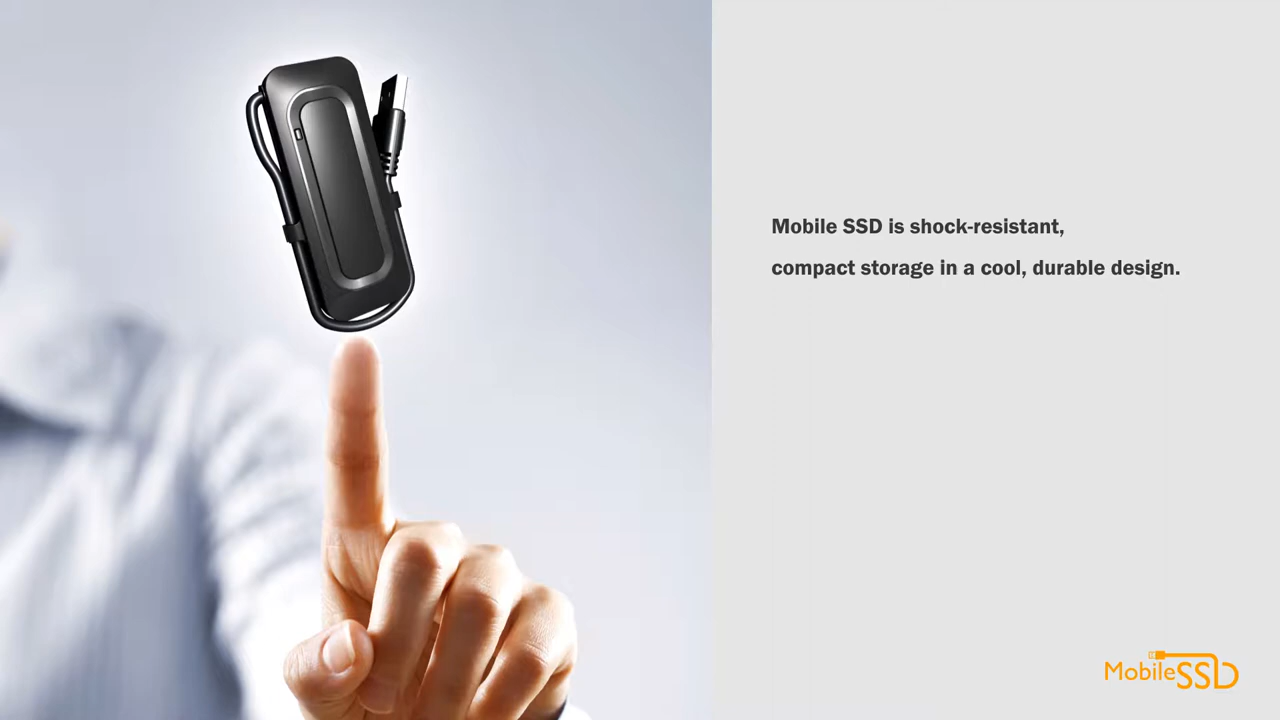 Mobile SSD is shock-resistant,
compact storage in a cool, durable design.
MobileSSD